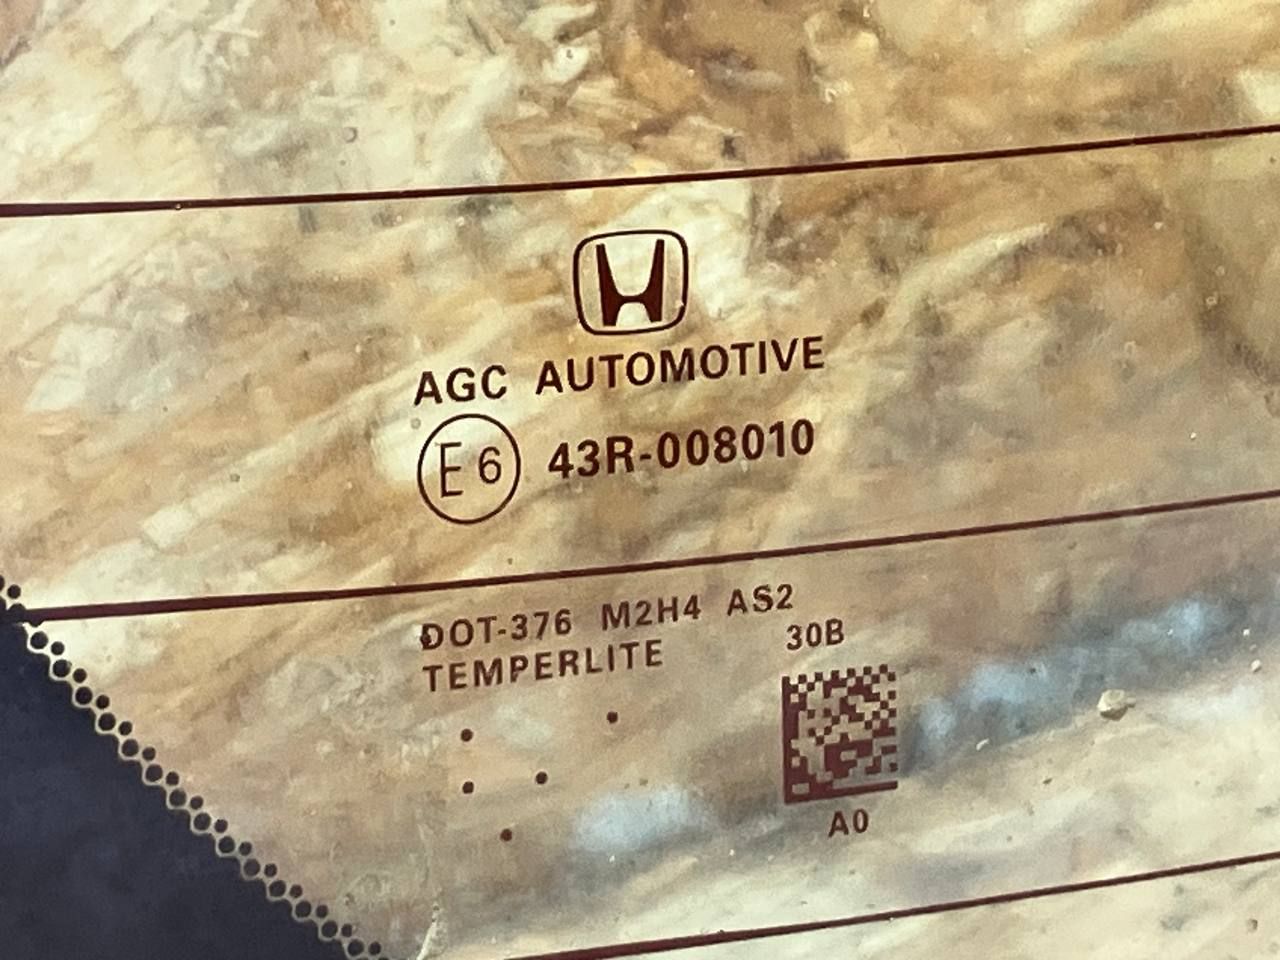 AGC AUTOMOTIVE
E6 43R-008010
DOT-376 M2H4 AS2
TEMPERLITE 30B
A0